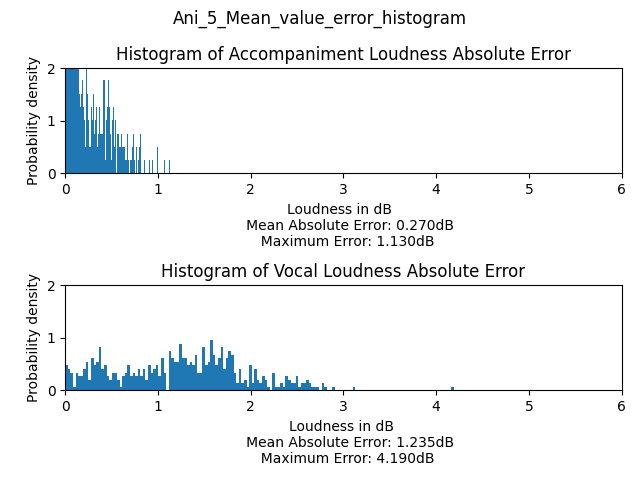 Ani_5_Mean_value_error_histogram
Histogram of Accompaniment Loudness Absolute Error
Probability density
2
1
0
0 1 2 3 4 5 6
Loudness in dB
Mean Absolute Error: 0.270dB
Maximum Error: 1.130dB
Histogram of Vocal Loudness Absolute Error
Probability density
2
1
0
0 1 2 3 4 5 6
Loudness in dB
Mean Absolute Error: 1.235dB
Maximum Error: 4.190dB